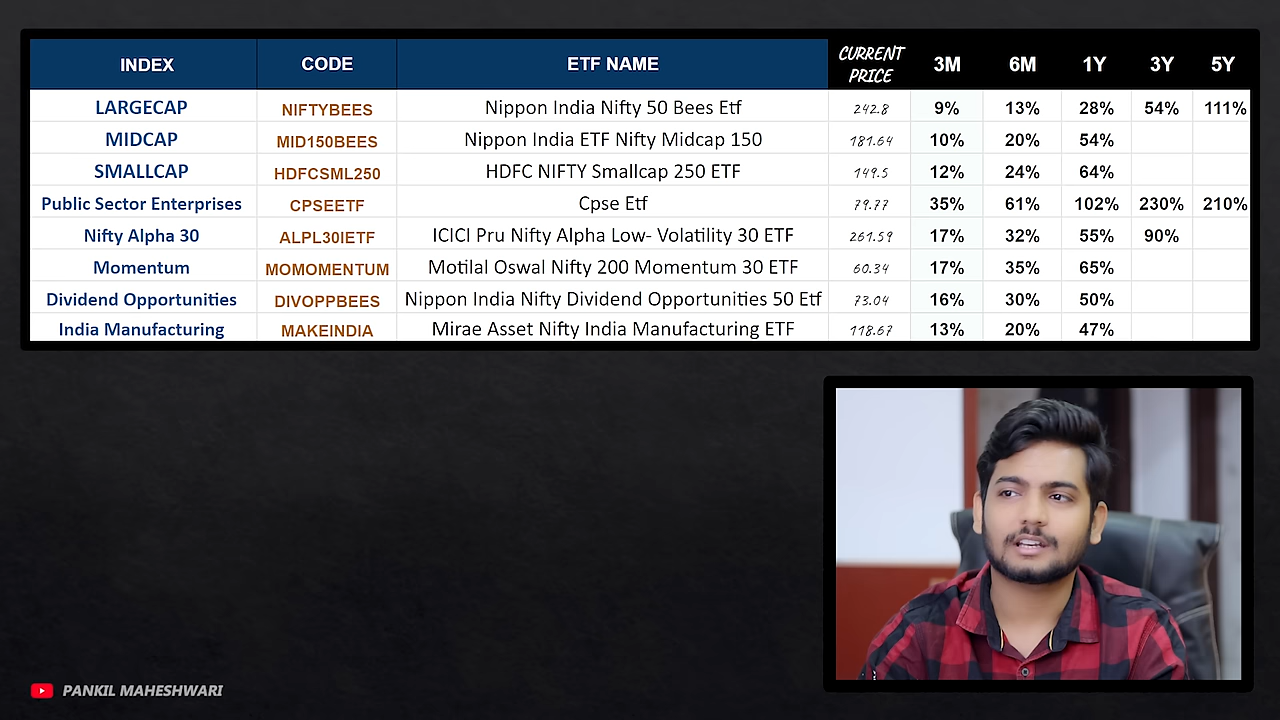 INDEX CODE ETF NAME CURRENT PRICE 3M 6M 1Y 3Y 5Y
LARGECAP NIFTYBEES Nippon India Nifty 50 Bees Etf 242.8 9% 13% 28% 54% 111%
MIDCAP MID150BEES Nippon India ETF Nifty Midcap 150 181.64 10% 20% 54%
SMALLCAP HDFCSML250 HDFC NIFTY Smallcap 250 ETF 149.5 12% 24% 64%
Public Sector Enterprises CPSEETF Cpse Etf 79.77 35% 61% 102% 230% 210%
Nifty Alpha 30 ALPL30IETF ICICI Pru Nifty Alpha Low- Volatility 30 ETF 261.59 17% 32% 55% 90%
Momentum MOMOMENTUM Motilal Oswal Nifty 200 Momentum 30 ETF 60.34 17% 35% 65%
Dividend Opportunities DIVOPPBEES Nippon India Nifty Dividend Opportunities 50 Etf 73.04 16% 30% 50%
India Manufacturing MAKEINDIA Mirae Asset Nifty India Manufacturing ETF 118.67 13% 20% 47%
PANKIL MAHESHWARI